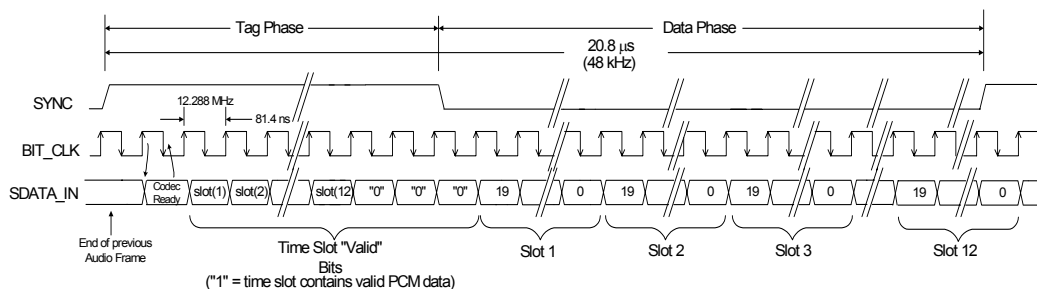 Tag Phase
Data Phase
20.8 μs
(48 kHz)
SYNC
12.288 MHz
81.4 ns
BIT_CLK
SDATA_IN
Codec
Ready
slot(1)
slot(2)
slot(12
"0"
"0"
"0"
19
0
19
0
19
0
19
0
End of previous
Audio Frame
Time Slot "Valid"
Bits
("1" = time slot contains valid PCM data)
Slot 1
Slot 2
Slot 3
Slot 12